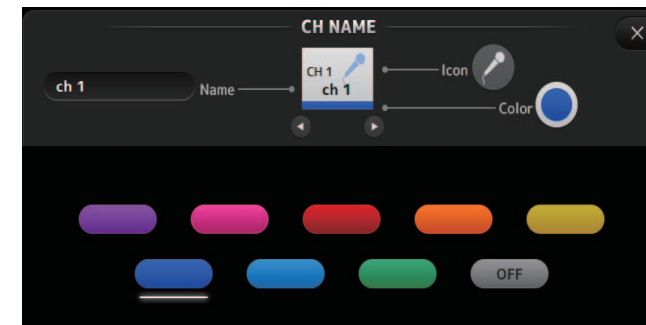 CH NAME
ch 1
Name
CH 1
ch 1
Icon
Color
OFF